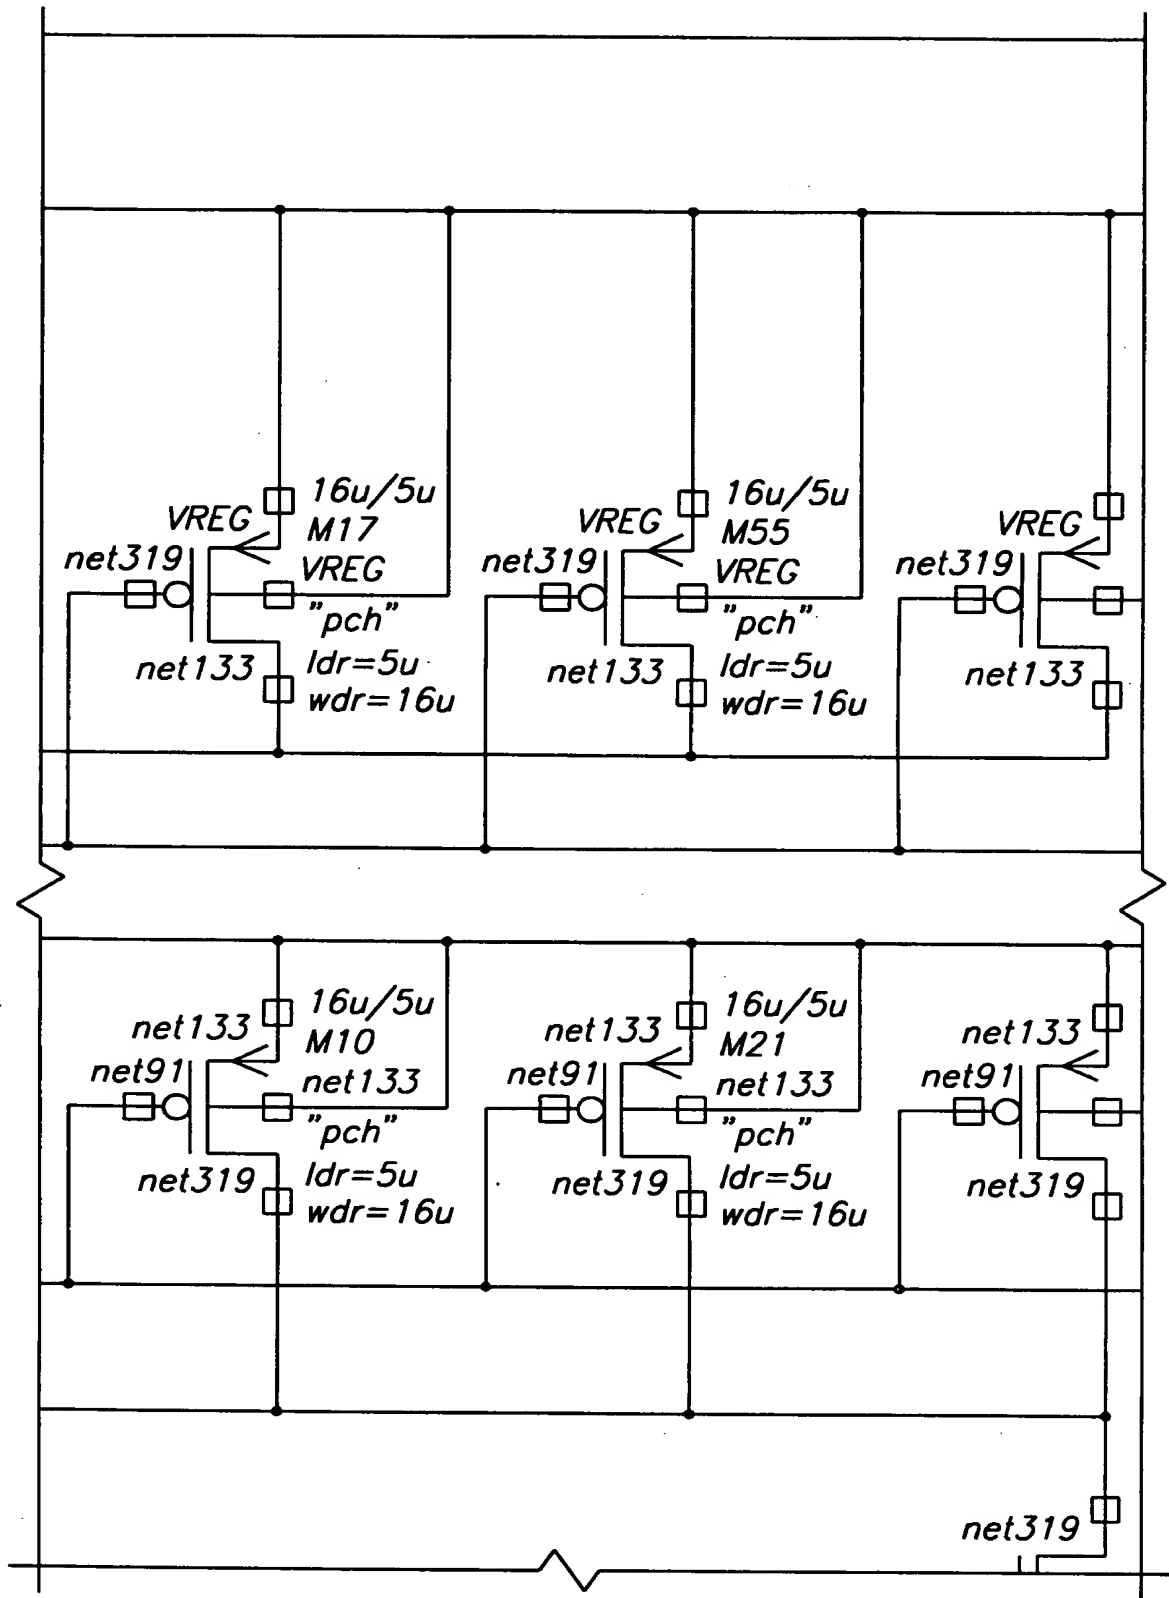 16u/5u
VREG M17
net319 VREG
"pch"
net133 ldr=5u
wdr=16u
16u/5u
VREG M55
net319 VREG
"pch"
net133 ldr=5u
wdr=16u
VREG
net319
net133
16u/5u
net133 M10
net91 net133
"pch"
net319 ldr=5u
wdr=16u
16u/5u
net133 M21
net91 net133
"pch"
net319 ldr=5u
wdr=16u
net133
net91
net319
net319